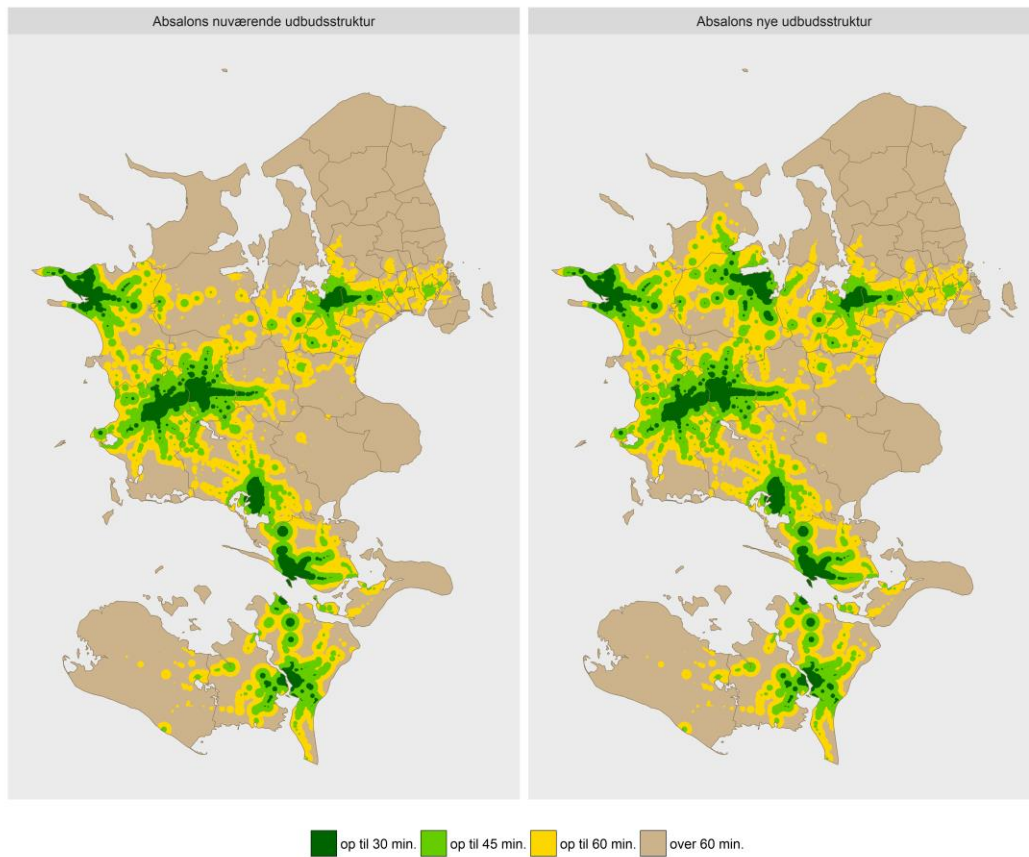 Absalons nuværende udbudsstruktur
Absalons nye udbudsstruktur
op til 30 min.
op til 45 min.
op til 60 min.
over 60 min.